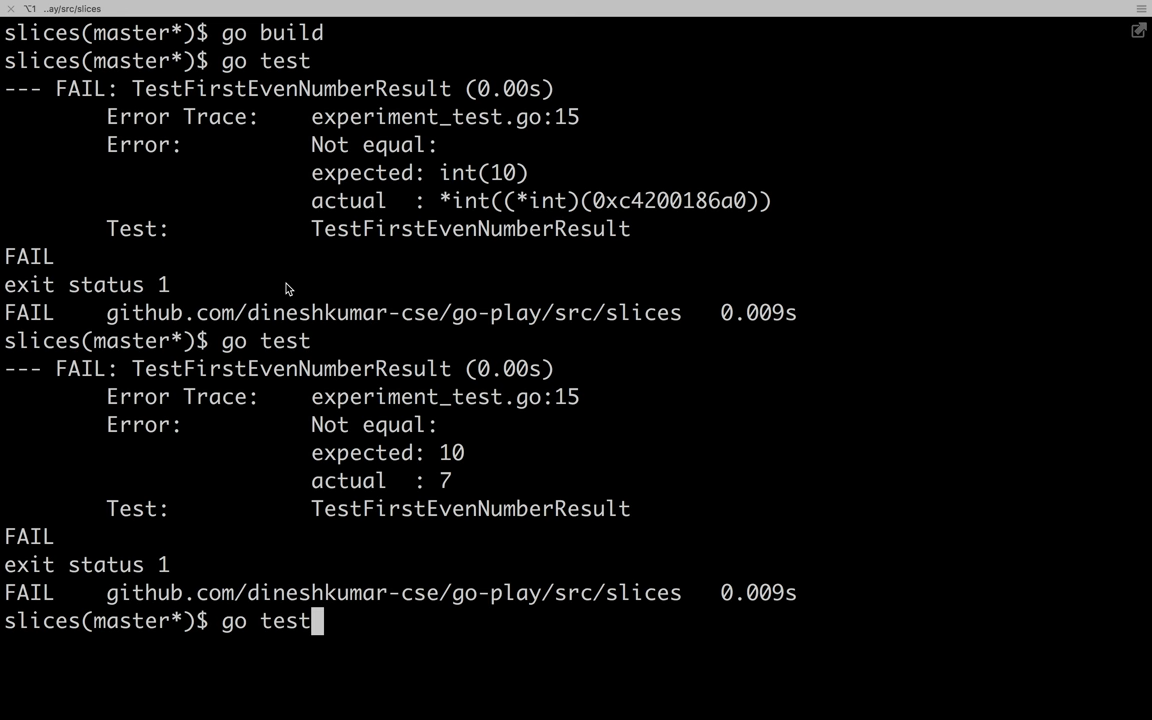 ⌥1 ..ay/src/slices
slices(master*)$ go build
slices(master*)$ go test
--- FAIL: TestFirstEvenNumberResult (0.00s)
Error Trace: experiment_test.go:15
Error: Not equal:
expected: int(10)
actual : *int((*int)(0xc4200186a0))
Test: TestFirstEvenNumberResult
FAIL
exit status 1
FAIL github.com/dineshkumar-cse/go-play/src/slices 0.009s
slices(master*)$ go test
--- FAIL: TestFirstEvenNumberResult (0.00s)
Error Trace: experiment_test.go:15
Error: Not equal:
expected: 10
actual : 7
Test: TestFirstEvenNumberResult
FAIL
exit status 1
FAIL github.com/dineshkumar-cse/go-play/src/slices 0.009s
slices(master*)$ go test